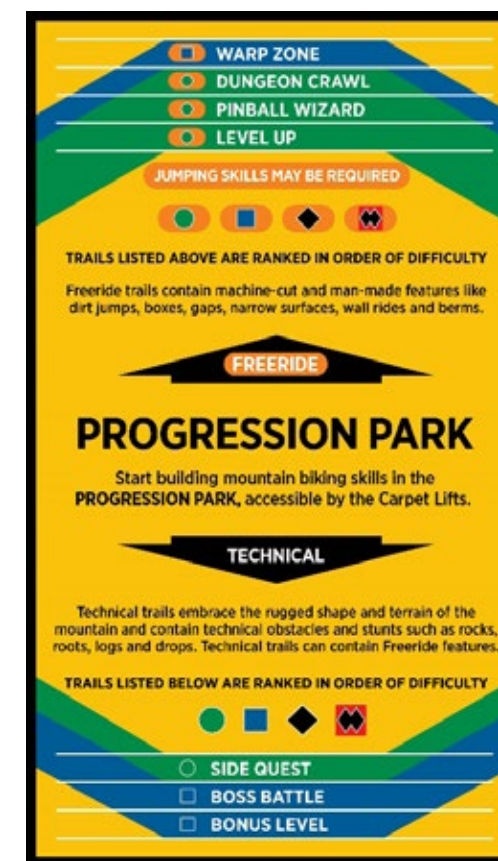 WARP ZONE
DUNGEON CRAWL
PINBALL WIZARD
LEVEL UP
JUMPING SKILLS MAY BE REQUIRED
TRAILS LISTED ABOVE ARE RANKED IN ORDER OF DIFFICULTY
Freeride trails contain machine-cut and man-made features like
dirt jumps, boxes, gaps, narrow surfaces, wall rides and berms.
FREERIDE
PROGRESSION PARK
Start building mountain biking skills in the
PROGRESSION PARK, accessible by the Carpet Lifts.
TECHNICAL
Technical trails embrace the rugged shape and terrain of the
mountain and contain technical obstacles and stunts such as rocks,
roots, logs and drops. Technical trails can contain Freeride features.
TRAILS LISTED BELOW ARE RANKED IN ORDER OF DIFFICULTY
SIDE QUEST
BOSS BATTLE
BONUS LEVEL